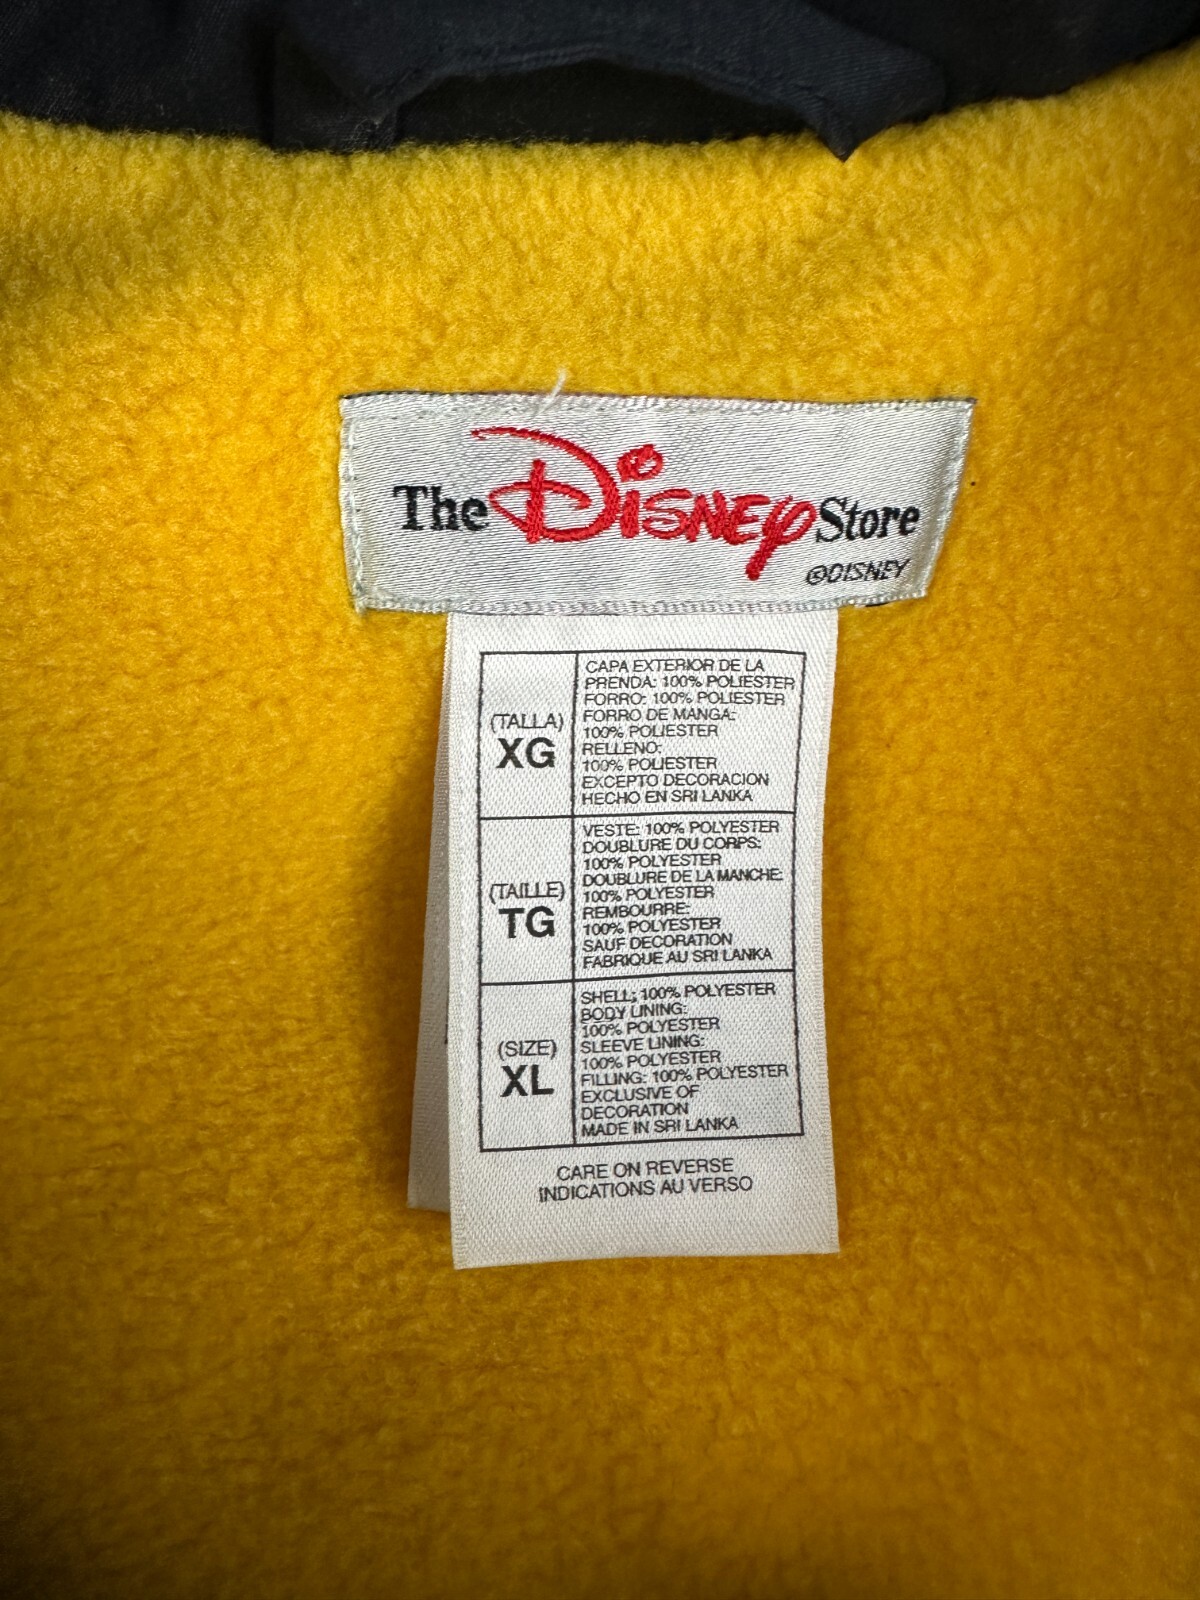 The Disney Store
©DISNEY
(TALLA)
XG
CAPA EXTERIOR DE LA
PRENDA: 100% POLIESTER
FORRO: 100% POLIESTER
FORRO DE MANGA:
100% POLIESTER
RELLENO:
100% POLIESTER
EXCEPTO DECORACION
HECHO EN SRI LANKA
(TAILLE)
TG
VESTE: 100% POLYESTER
DOUBLURE DU CORPS:
100% POLYESTER
DOUBLURE DE LA MANCHE:
100% POLYESTER
REMBOURRE:
100% POLYESTER
SAUF DECORATION
FABRIQUE AU SRI LANKA
(SIZE)
XL
SHELL; 100% POLYESTER
BODY LINING:
100% POLYESTER
SLEEVE LINING:
100% POLYESTER
FILLING: 100% POLYESTER
EXCLUSIVE OF
DECORATION
MADE IN SRI LANKA
CARE ON REVERSE
INDICATIONS AU VERSO